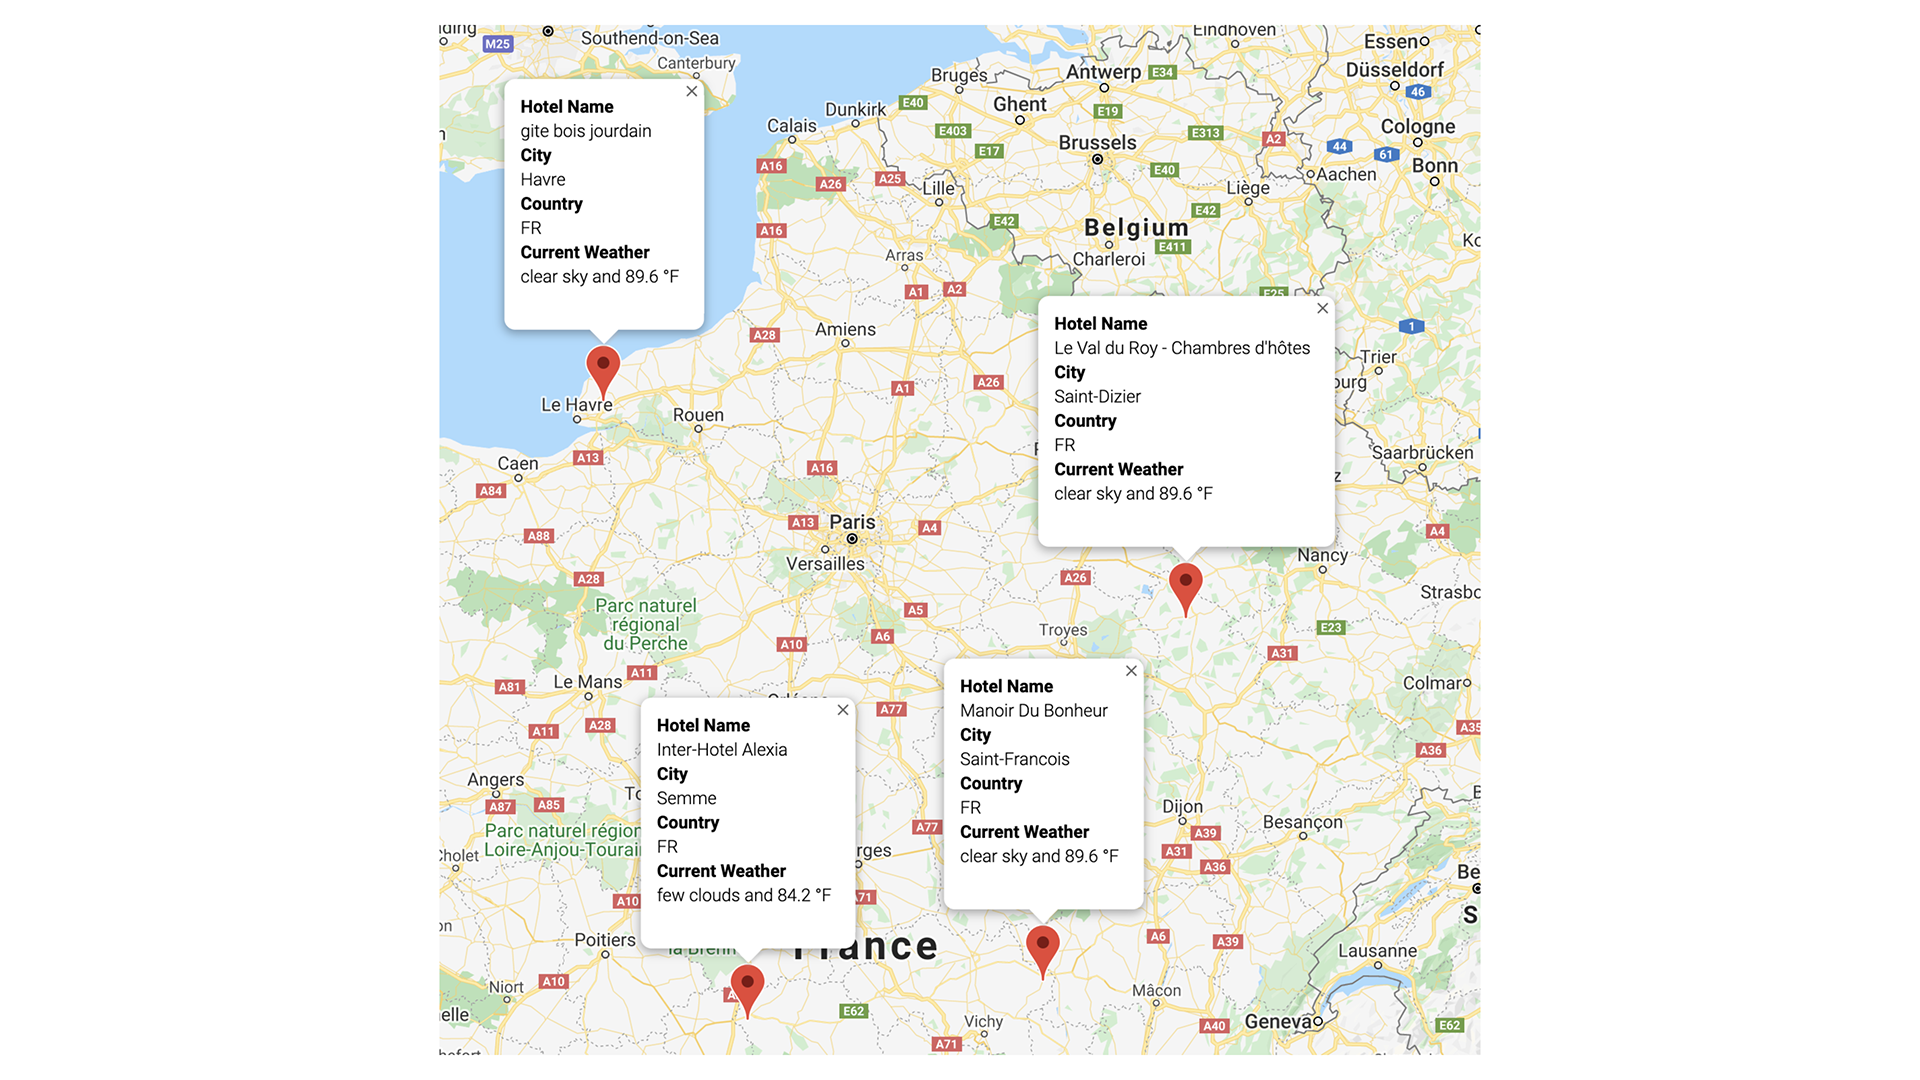 M25
Southend-on-Sea
Canterbury
Eindhoven
Essen
Düsseldorf
46
Antwerp
E34
Bruges
Ghent
E19
Dunkirk
E40
Calais
E403
E17
Brussels
E313
A2
44
61
Cologne
Bonn
Aachen
A16
A26
A25
Lille
E40
Liège
E42
E42
Belgium
E411
Charleroi
A16
Arras
A1
A2
E25
Amiens
A28
1
Trier
Hotel Name
gite bois jourdain
City
Havre
Country
FR
Current Weather
clear sky and 89.6 °F
Hotel Name
Le Val du Roy - Chambres d'hôtes
City
Saint-Dizier
Country
FR
Current Weather
clear sky and 89.6 °F
A1
A26
Le Havre
Rouen
A13
Caen
A84
A16
Saarbrücken
A13
Paris
A4
A4
A88
Versailles
Nancy
A28
A26
Parc naturel
régional
du Perche
A5
A6
A10
Troyes
E23
A31
A11
Le Mans
A81
A77
Colmar
A28
A11
A35
A36
Angers
A87
A85
Parc naturel
Loire-Anjou-
Hotel Name
Inter-Hotel Alexia
City
Semme
Country
FR
Current Weather
few clouds and 84.2 °F
Hotel Name
Manoir Du Bonheur
City
Saint-Francois
Country
FR
Current Weather
clear sky and 89.6 °F
A77
Dijon
A39
Besançon
A31
A36
A10
A71
Poitiers
France
A6
A39
Lausanne
A10
Niort
E62
Mâcon
Vichy
A71
A40
Geneva
E62